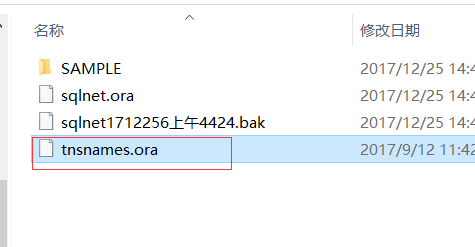 名称 修改日期
SAMPLE 2017/12/25 14:4
sqlnet.ora 2017/12/25 14:4
sqlnet1712256上午4424.bak 2017/12/25 14:4
tnsnames.ora 2017/9/12 11:42